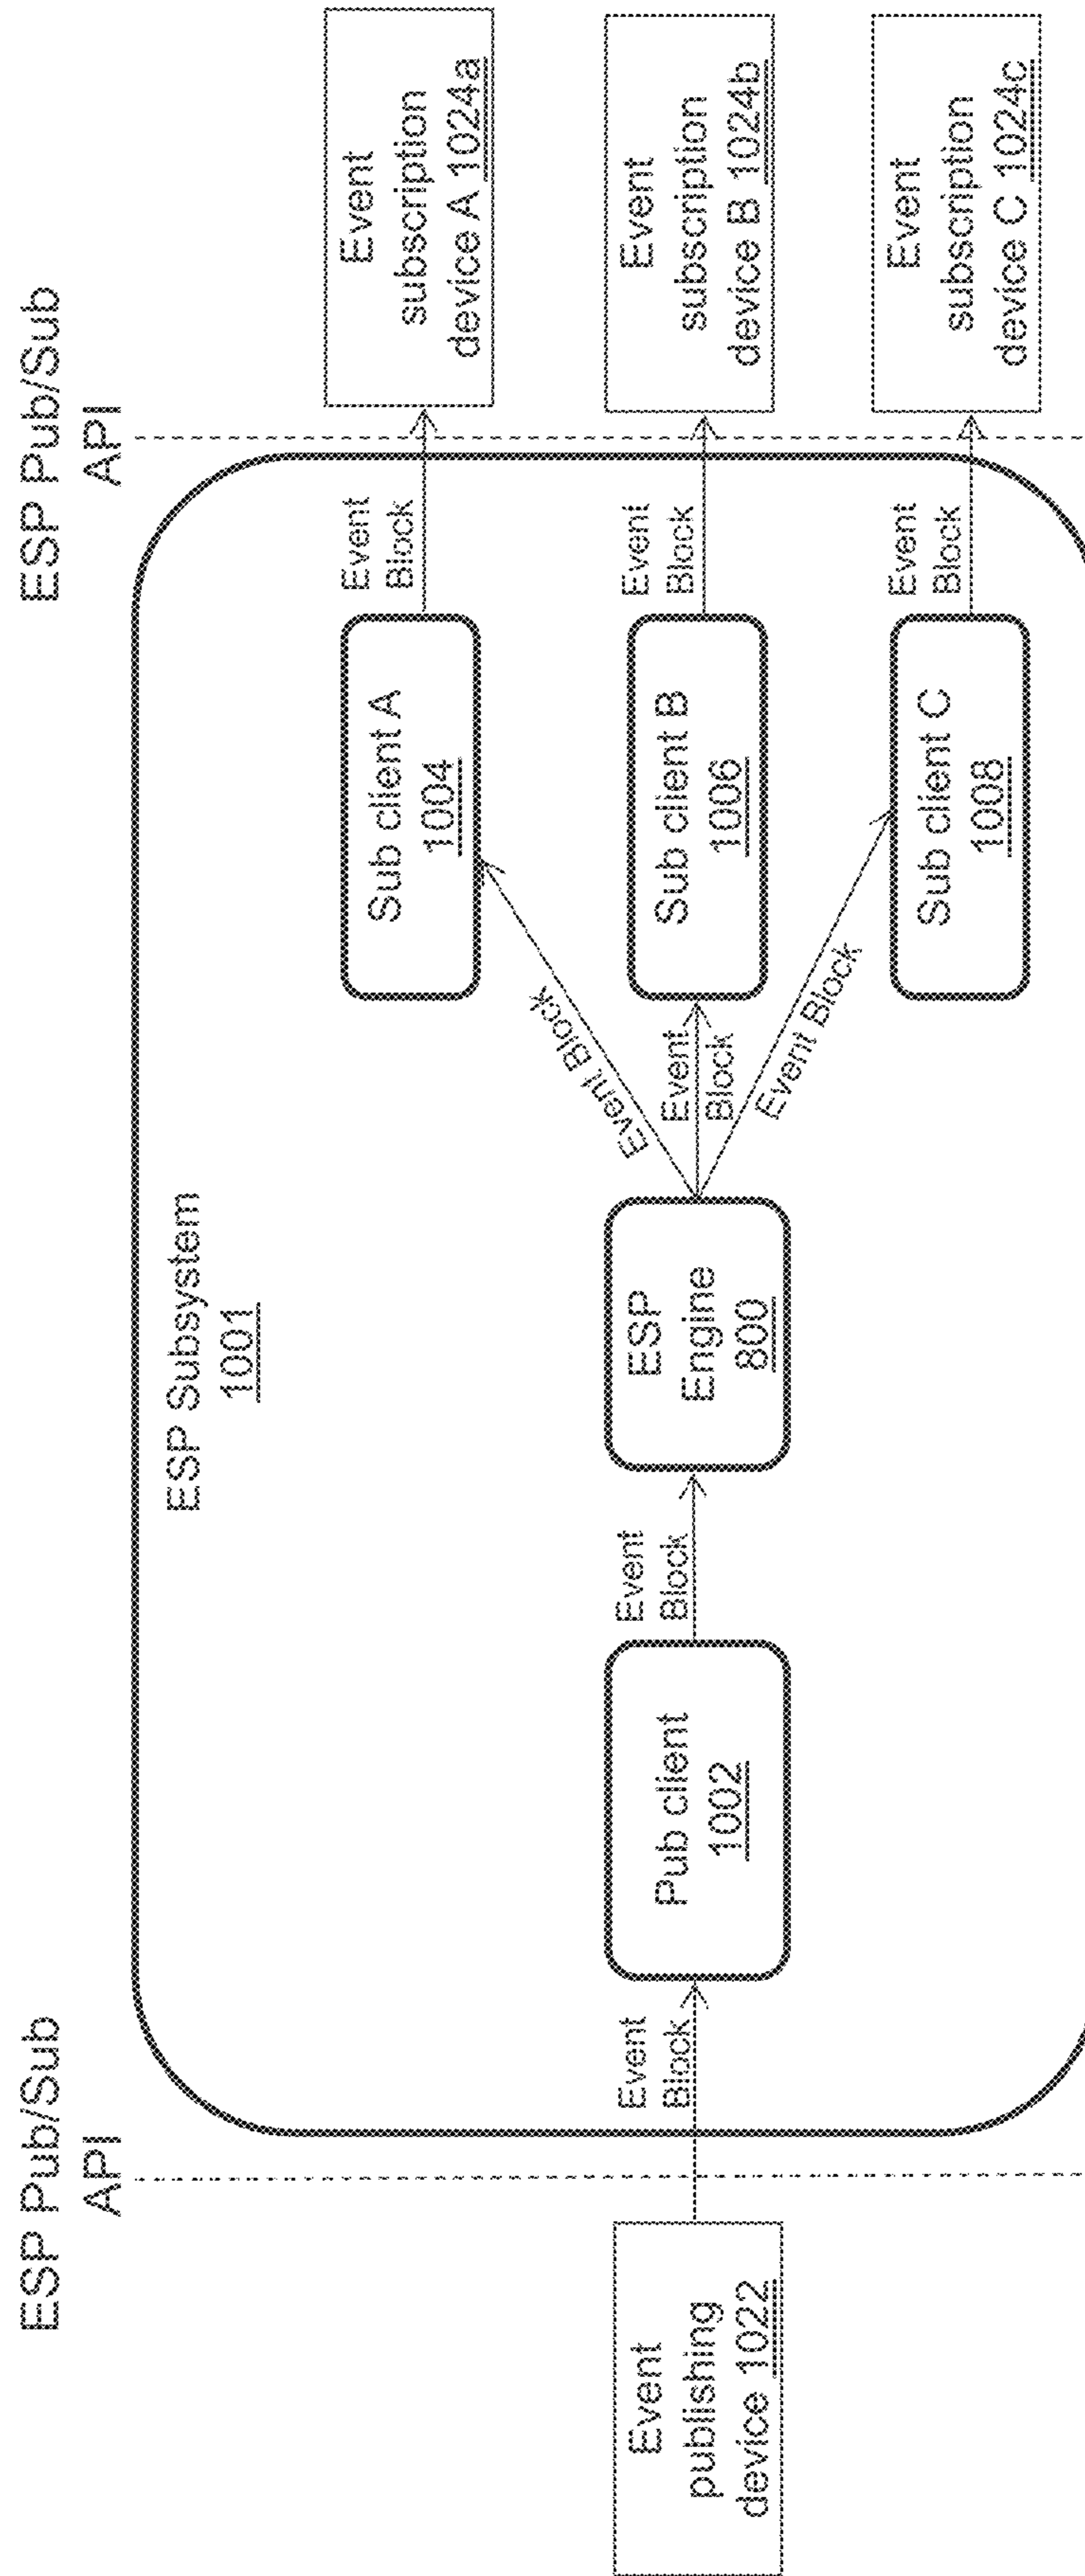 ESP Pub/Sub
API
ESP Pub/Sub
API
ESP Subsystem
1001
Event
publishing
device 1022
Event
Block
Pub client
1002
Event
Block
ESP
Engine
800
Event Block
Event
Block
Event Block
Sub client A
1004
Sub client B
1006
Sub client C
1008
Event
Block
Event
Block
Event
Block
Event
subscription
device A 1024a
Event
subscription
device B 1024b
Event
subscription
device C 1024c